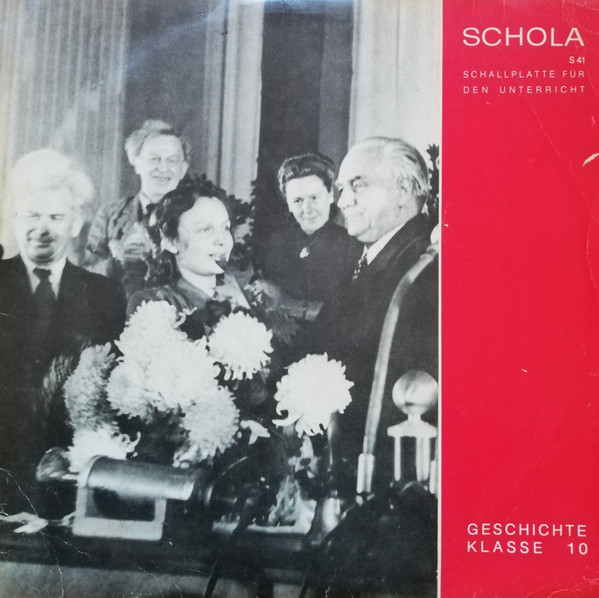 SCHOLA
S 41
SCHALLPLATTE FÜR
DEN UNTERRICHT
GESCHICHTE
KLASSE 10